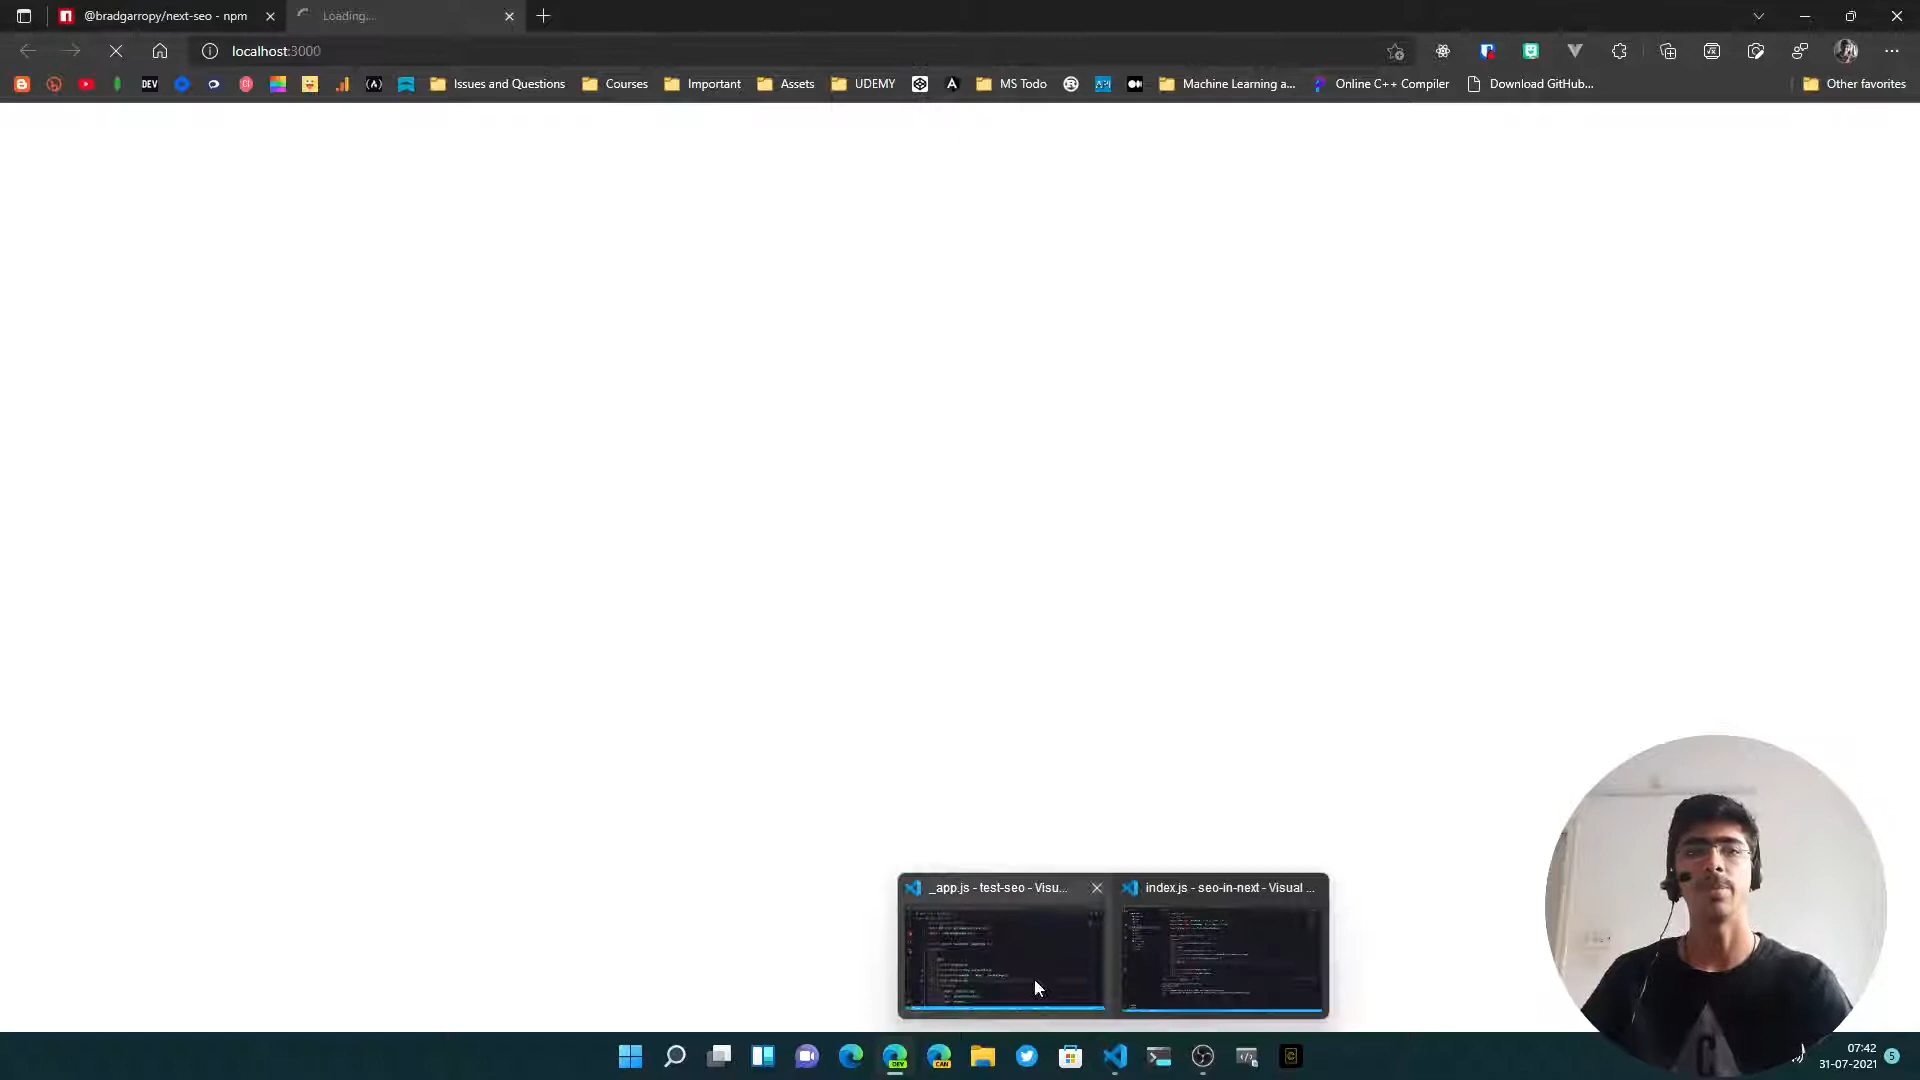 @bradgarropy/next-seo - npm
Loading...
localhost:3000
DEV
Issues and Questions
Courses
Important
Assets
UDEMY
MS Todo
Machine Learning a...
Online C++ Compiler
Download GitHub...
Other favorites
_app.js - test-seo - Visu...
index.js - seo-in-next - Visual ...
DEV
CAN
07:42
31-07-2021
5